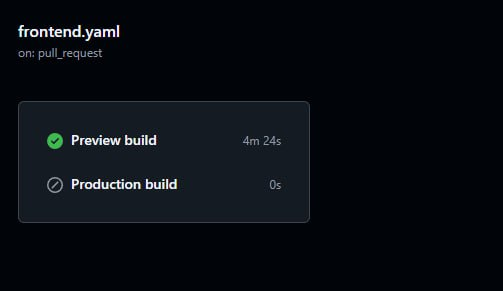 frontend.yaml
on: pull_request
Preview build 4m 24s
Production build 0s